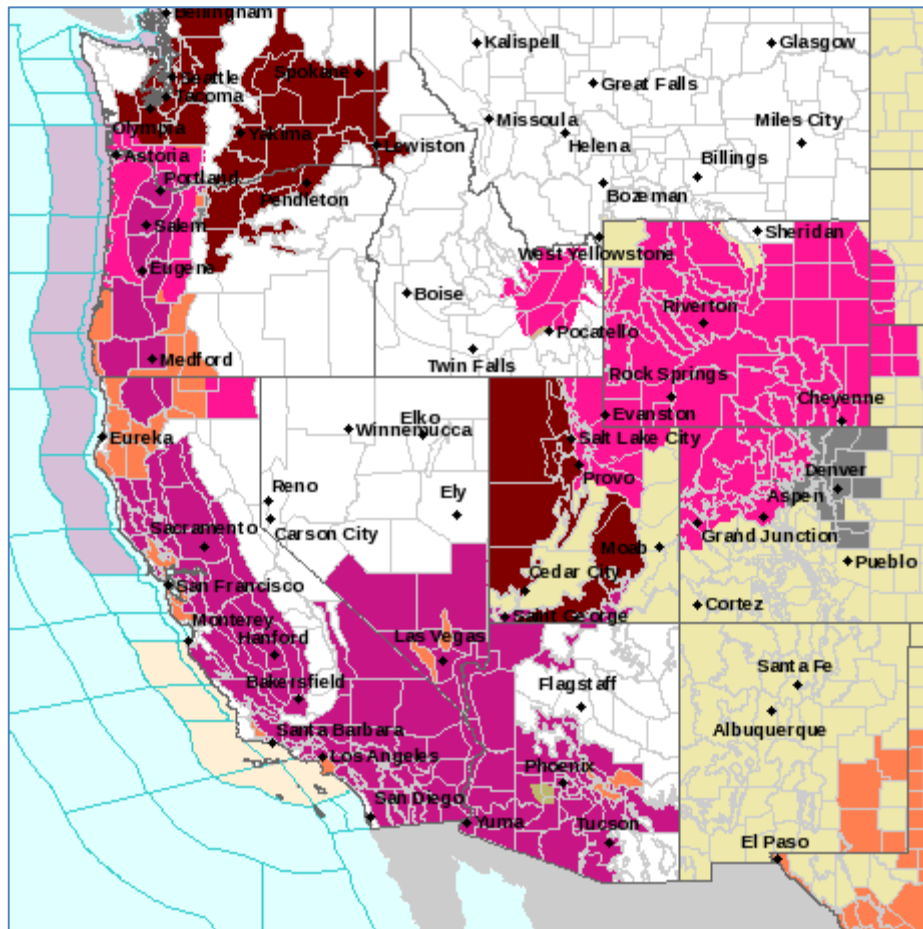 Bellingham
Kalispell
Glasgow
Seattle
Spokane
Great Falls
Tacoma
Olympia
Yakima
Missoula
Helena
Miles City
Astoria
Lewiston
Billings
Portland
Pendleton
Bozeman
Salem
Sheridan
West Yellowstone
Eugene
Boise
Riverton
Pocatello
Medford
Twin Falls
Rock Springs
Cheyenne
Evanston
Elko
Winnemucca
Eureka
Salt Lake City
Provo
Denver
Reno
Ely
Aspen
Sacramento
Carson City
Grand Junction
Moab
Pueblo
San Francisco
Cedar City
Cortez
Saint George
Monterey
Hanford
Las Vegas
Santa Fe
Bakersfield
Flagstaff
Albuquerque
Santa Barbara
Los Angeles
Phoenix
San Diego
Yuma
Tucson
El Paso